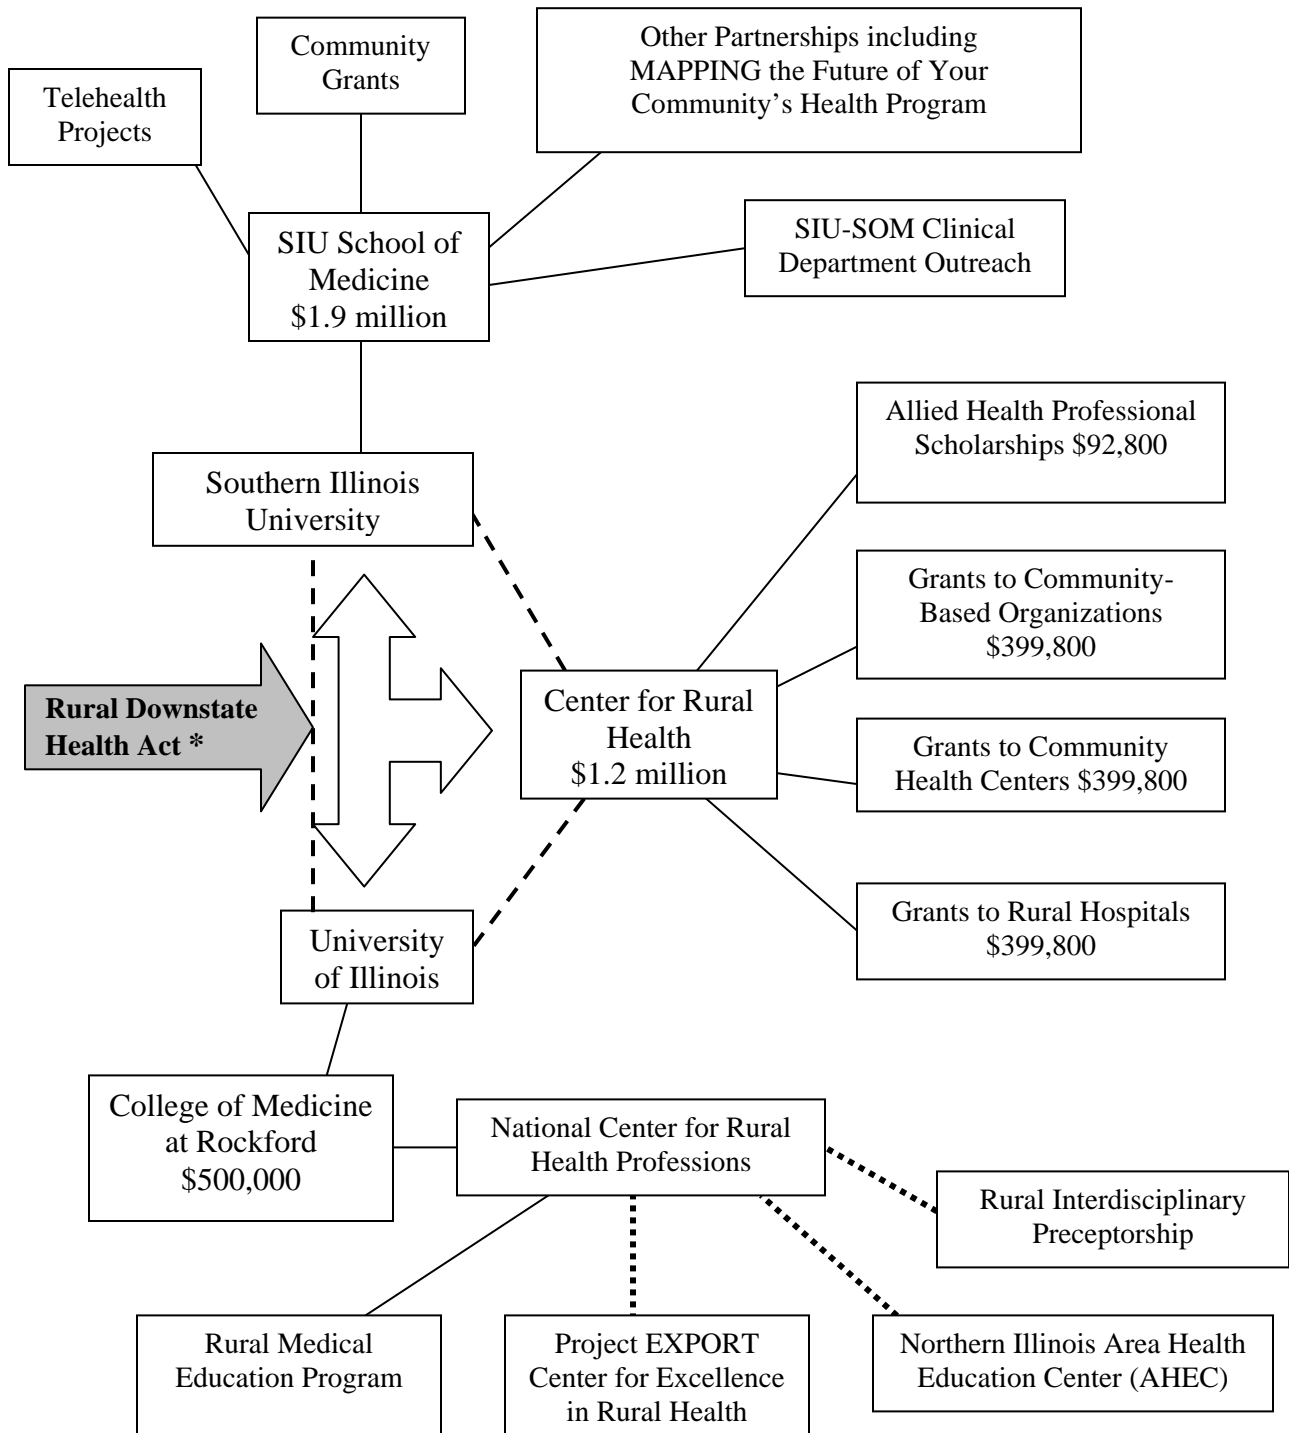 Community
Grants
Other Partnerships including
MAPPING the Future of Your
Community’s Health Program
Telehealth
Projects
SIU School of
Medicine
$1.9 million
SIU-SOM Clinical
Department Outreach
Allied Health Professional
Scholarships $92,800
Southern Illinois
University
Grants to Community-
Based Organizations
$399,800
Rural Downstate
Health Act *
Center for Rural
Health
$1.2 million
Grants to Community
Health Centers $399,800
Grants to Rural Hospitals
$399,800
University
of Illinois
College of Medicine
at Rockford
$500,000
National Center for Rural
Health Professions
Rural Interdisciplinary
Preceptorship
Rural Medical
Education Program
Project EXPORT
Center for Excellence
in Rural Health
Northern Illinois Area Health
Education Center (AHEC)